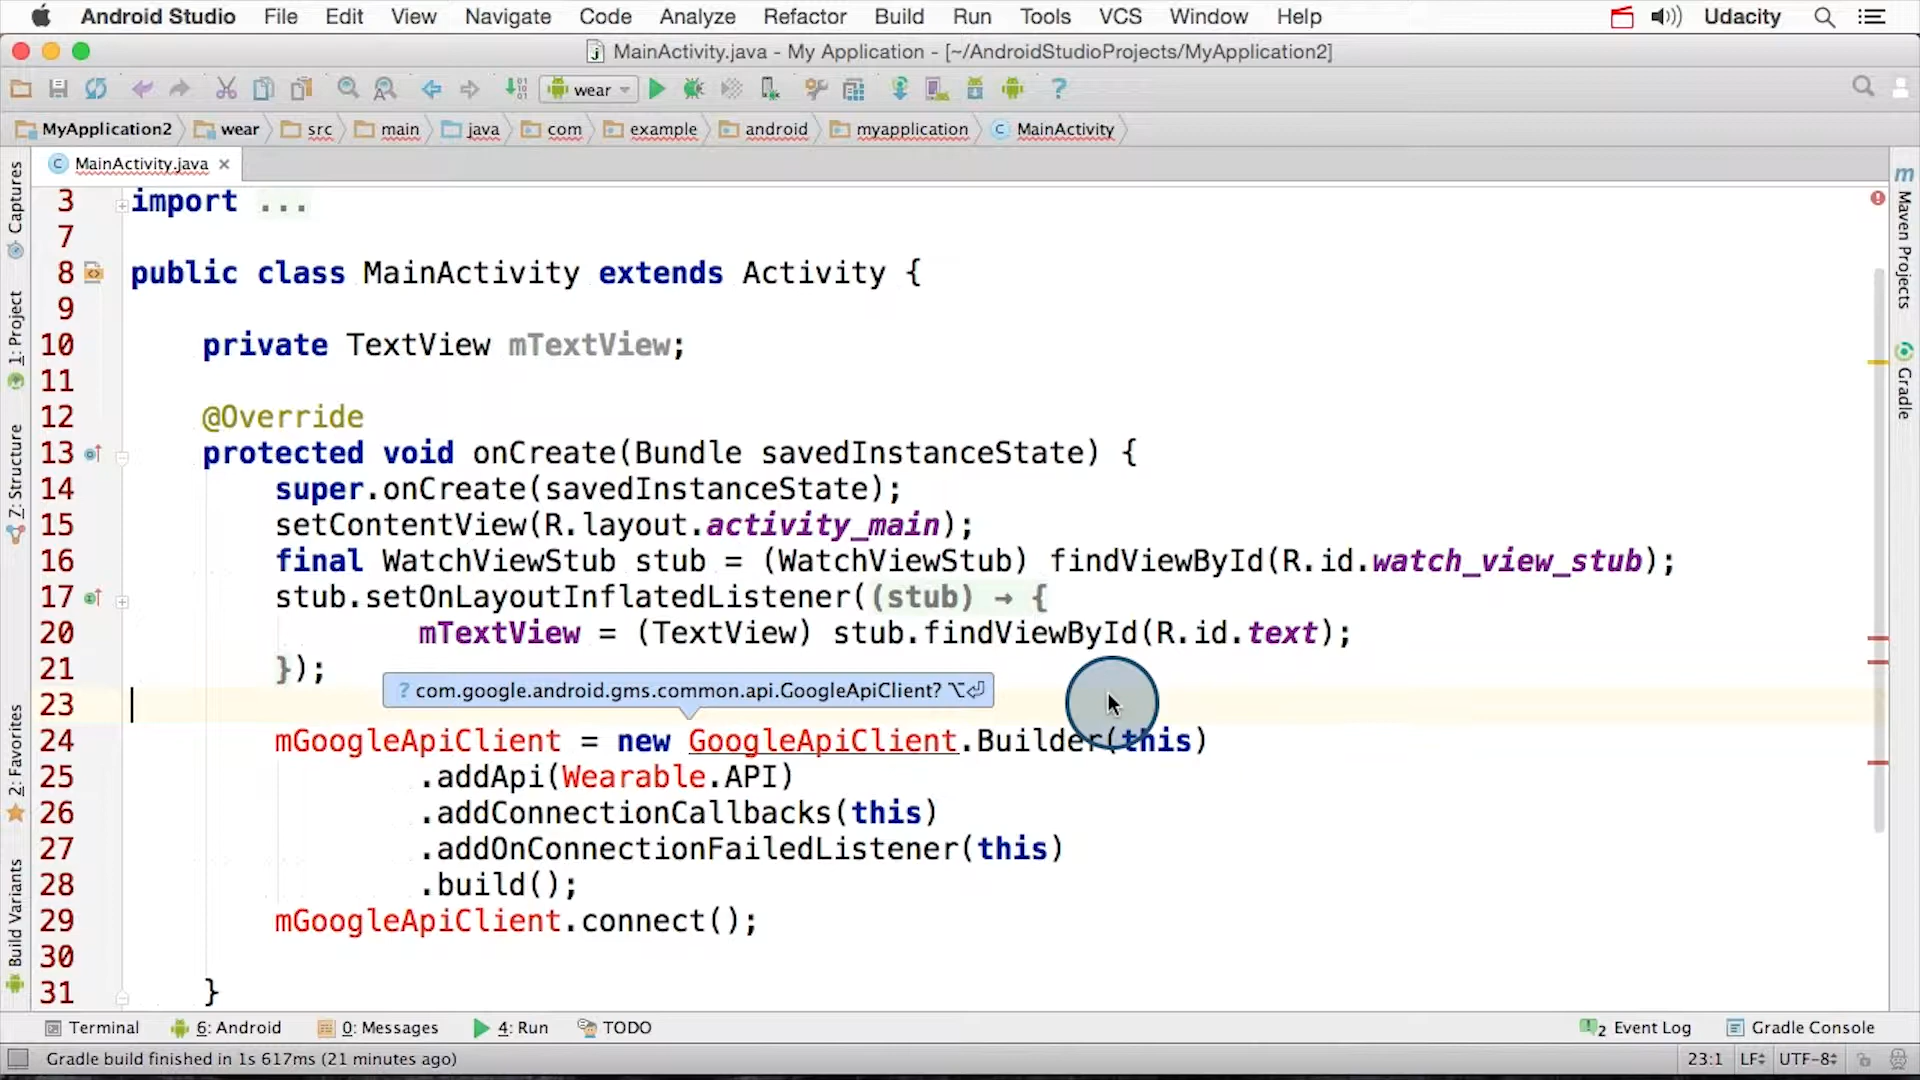 Android Studio File Edit View Navigate Code Analyze Refactor Build Run Tools VCS Window Help Udacity
MainActivity.java - My Application - [~/AndroidStudioProjects/MyApplication2]
wear
MyApplication2 wear src main java com example android myapplication MainActivity
MainActivity.java
3 import ...
7
8 public class MainActivity extends Activity {
9
10 private TextView mTextView;
11
12 @Override
13 protected void onCreate(Bundle savedInstanceState) {
14 super.onCreate(savedInstanceState);
15 setContentView(R.layout.activity_main);
16 final WatchViewStub stub = (WatchViewStub) findViewById(R.id.watch_view_stub);
17 stub.setOnLayoutInflatedListener((stub) → {
20 mTextView = (TextView) stub.findViewById(R.id.text);
21 });
? com.google.android.gms.common.api.GoogleApiClient? ⌥⏎
23
24 mGoogleApiClient = new GoogleApiClient.Builder(this)
25 .addApi(Wearable.API)
26 .addConnectionCallbacks(this)
27 .addOnConnectionFailedListener(this)
28 .build();
29 mGoogleApiClient.connect();
30
31 }
Captures
1: Project
7: Structure
2: Favorites
Build Variants
m Maven Projects
Gradle
Terminal 6: Android 0: Messages 4: Run TODO 2 Event Log Gradle Console
Gradle build finished in 1s 617ms (21 minutes ago) 23:1 LF UTF-8